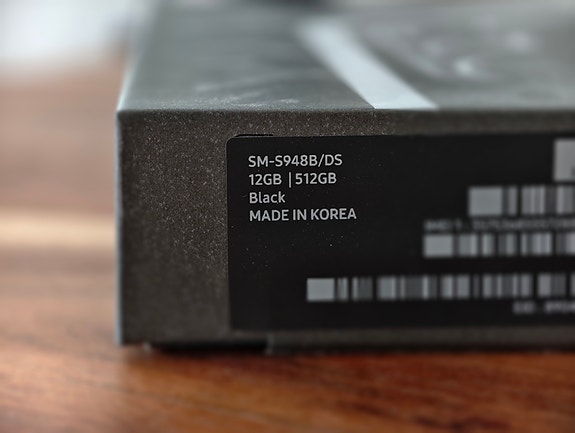 SM-S948B/DS
12GB | 512GB
Black
MADE IN KOREA